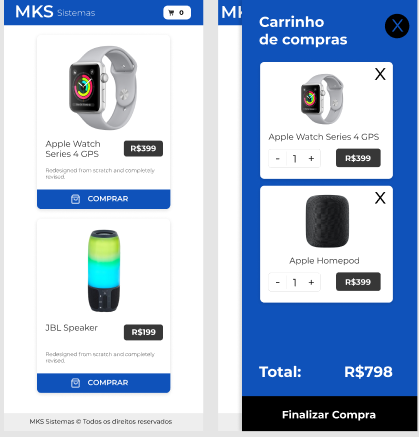 MKS Sistemas
0
Apple Watch
Series 4 GPS
R$399
Redesigned from scratch and completely
revised.
COMPRAR
JBL Speaker
R$199
Redesigned from scratch and completely
revised.
COMPRAR
MKS Sistemas © Todos os direitos reservados
MK
Carrinho
de compras
X
X
Apple Watch Series 4 GPS
- 1 +
R$399
X
Apple Homepod
- 1 +
R$399
Total: R$798
Finalizar Compra